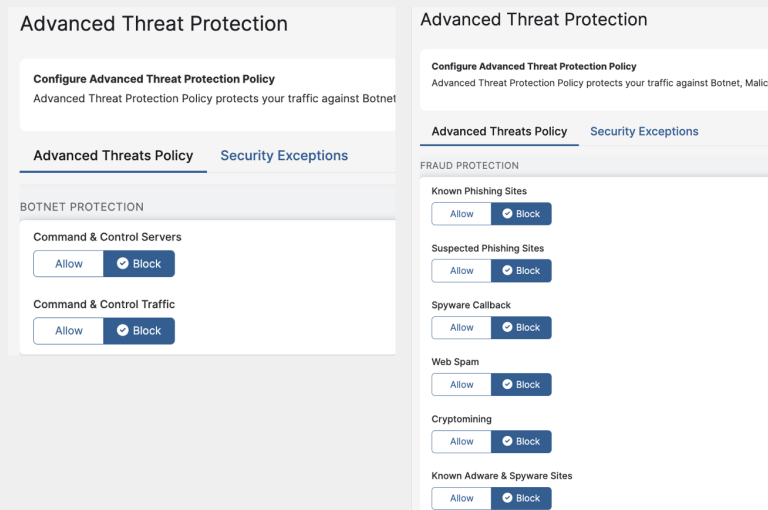 Advanced Threat Protection
Configure Advanced Threat Protection Policy
Advanced Threat Protection Policy protects your traffic against Botnet
Advanced Threats Policy Security Exceptions
BOTNET PROTECTION
Command & Control Servers
Allow Block
Command & Control Traffic
Allow Block
Advanced Threat Protection
Configure Advanced Threat Protection Policy
Advanced Threat Protection Policy protects your traffic against Botnet, Malic
Advanced Threats Policy Security Exceptions
FRAUD PROTECTION
Known Phishing Sites
Allow Block
Suspected Phishing Sites
Allow Block
Spyware Callback
Allow Block
Web Spam
Allow Block
Cryptomining
Allow Block
Known Adware & Spyware Sites
Allow Block